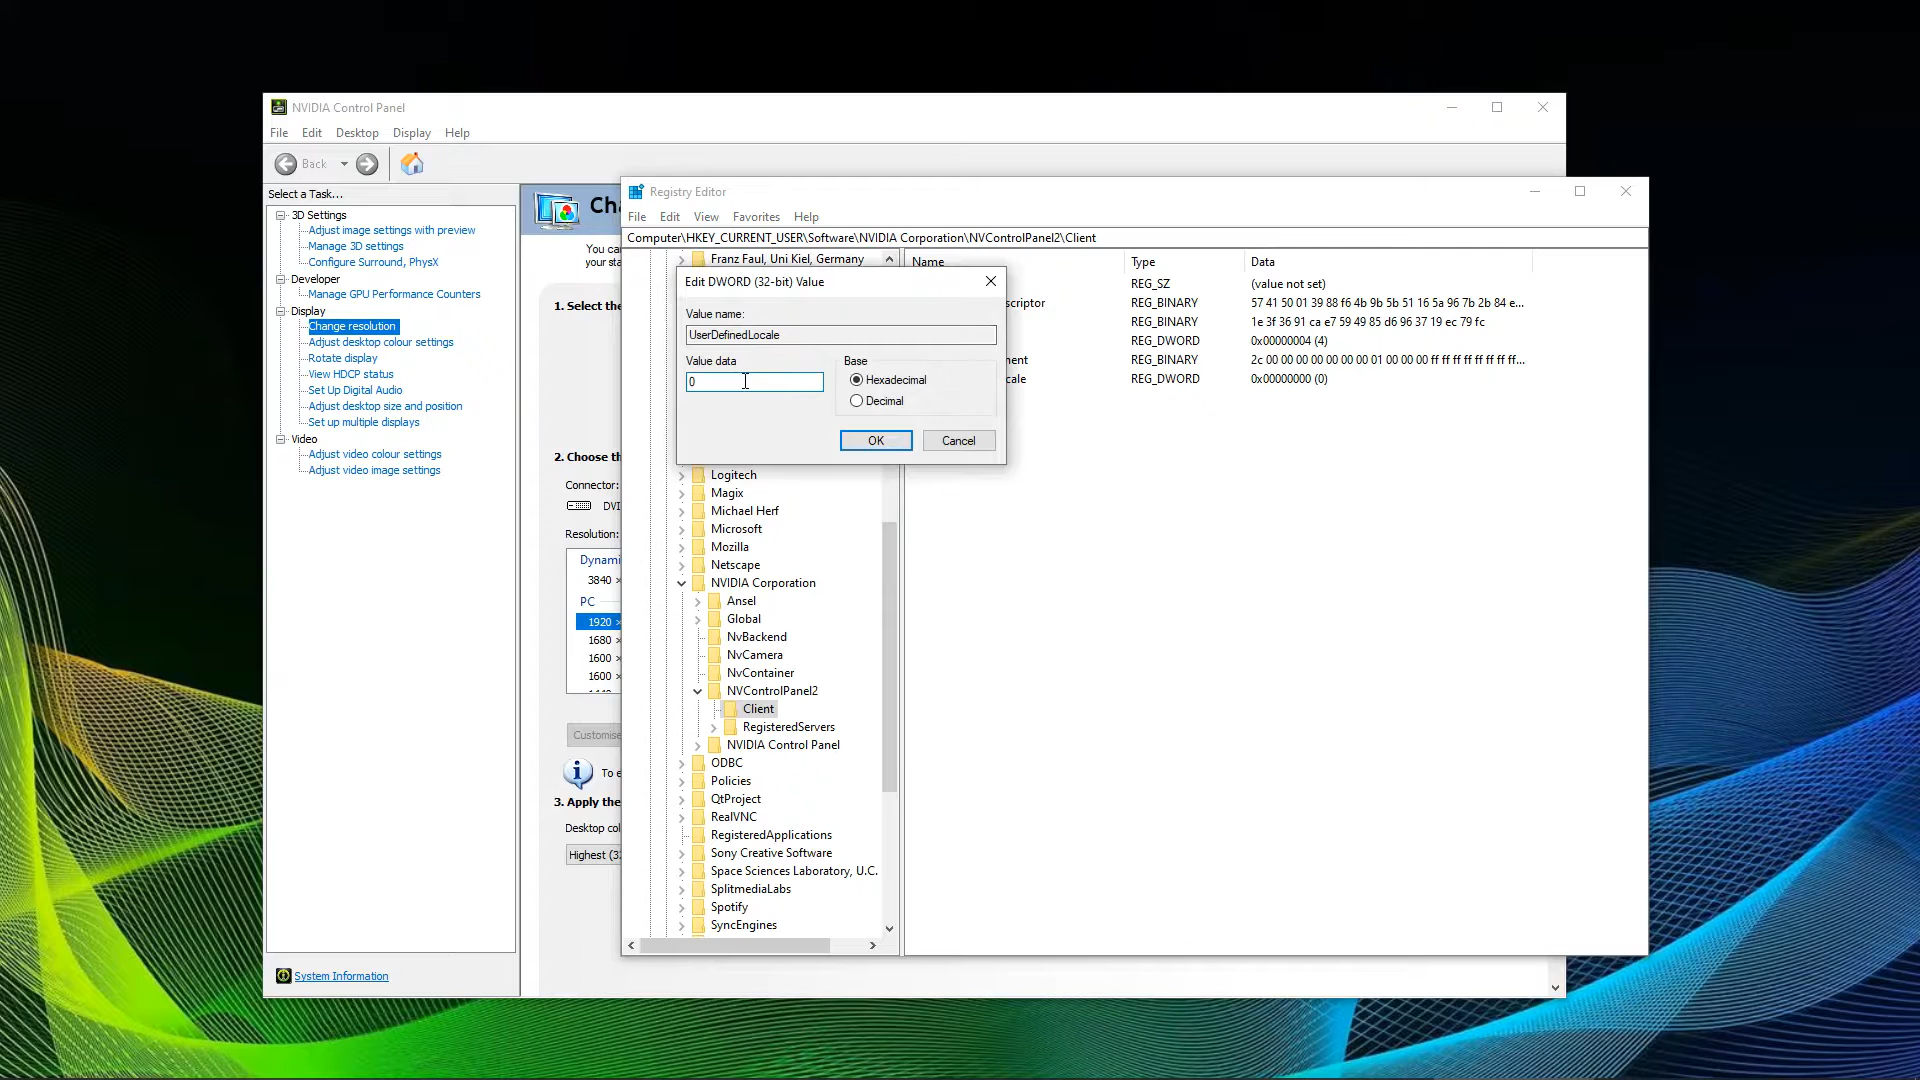 NVIDIA Control Panel
File Edit Desktop Display Help
Back
Select a Task...
3D Settings
Adjust image settings with preview
Manage 3D settings
Configure Surround, PhysX
Developer
Manage GPU Performance Counters
Display
Change resolution
Adjust desktop colour settings
Rotate display
View HDCP status
Set Up Digital Audio
Adjust desktop size and position
Set up multiple displays
Video
Adjust video colour settings
Adjust video image settings
System Information
Cha
You ca
your sta
1. Select the
2. Choose th
Connector:
DVI
Resolution:
Dynami
3840 ×
PC
1920 ×
1680 ×
1600 ×
1600 ×
Customise
To e
3. Apply the
Desktop col
Highest (32
Registry Editor
File Edit View Favorites Help
Computer\HKEY_CURRENT_USER\Software\NVIDIA Corporation\NVControlPanel2\Client
Franz Faul, Uni Kiel, Germany
Logitech
Magix
Michael Herf
Microsoft
Mozilla
Netscape
NVIDIA Corporation
Ansel
Global
NvBackend
NvCamera
NvContainer
NVControlPanel2
Client
RegisteredServers
NVIDIA Control Panel
ODBC
Policies
QtProject
RealVNC
RegisteredApplications
Sony Creative Software
Space Sciences Laboratory, U.C.
SplitmediaLabs
Spotify
SyncEngines
Name Type Data
REG_SZ (value not set)
scriptor REG_BINARY 57 41 50 01 39 88 f6 4b 9b 5b 51 16 5a 96 7b 2b 84 e...
REG_BINARY 1e 3f 36 91 ca e7 59 49 85 d6 96 37 19 ec 79 fc
REG_DWORD 0x00000004 (4)
nent REG_BINARY 2c 00 00 00 00 00 00 00 01 00 00 00 ff ff ff ff ff ff ff ff...
cale REG_DWORD 0x00000000 (0)
Edit DWORD (32-bit) Value
Value name:
UserDefinedLocale
Value data
0
Base
Hexadecimal
Decimal
OK Cancel